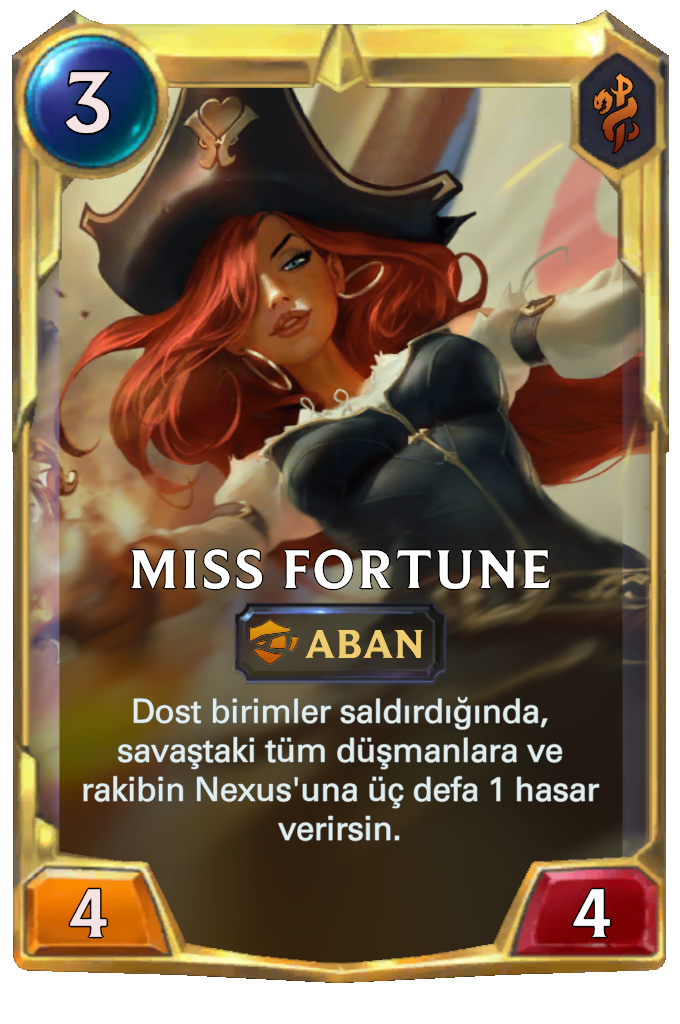 3
MISS FORTUNE
ABAN
Dost birimler saldırdığında,
savaştaki tüm düşmanlara ve
rakibin Nexus'una üç defa 1 hasar
verirsin.
4
4